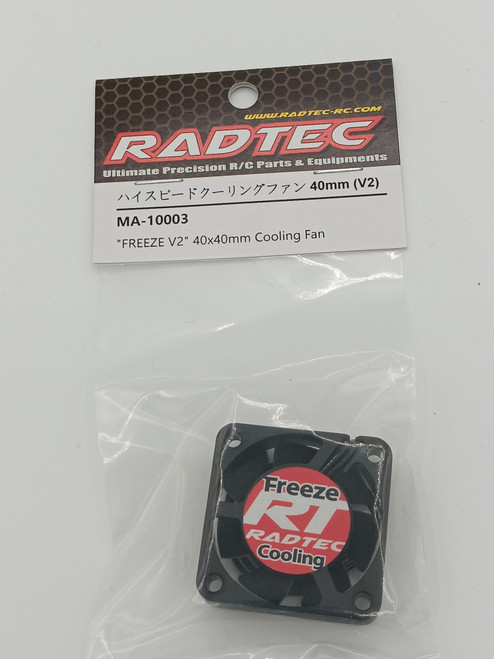 WWW.RADTEC-RC.COM
RADTEC
Ultimate Precision R/C Parts & Equipments
ハイスピードクーリングファン 40mm (V2)
MA-10003
"FREEZE V2" 40x40mm Cooling Fan
Freeze
RT
RADTEC
Cooling